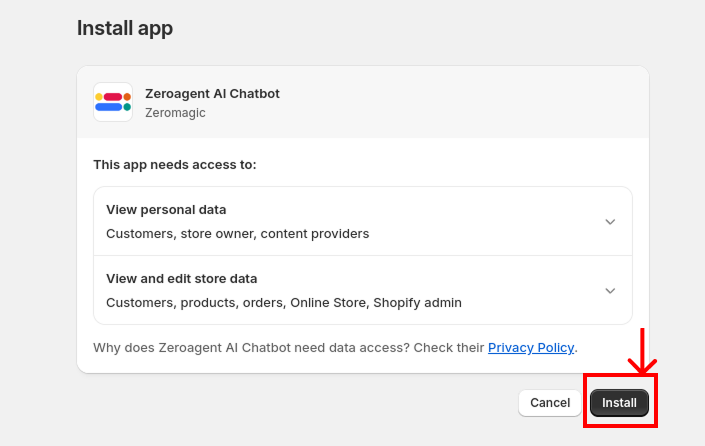 Install app
Zeroagent AI Chatbot
Zeromagic
This app needs access to:
View personal data
Customers, store owner, content providers
View and edit store data
Customers, products, orders, Online Store, Shopify admin
Why does Zeroagent AI Chatbot need data access? Check their Privacy Policy.
Cancel Install